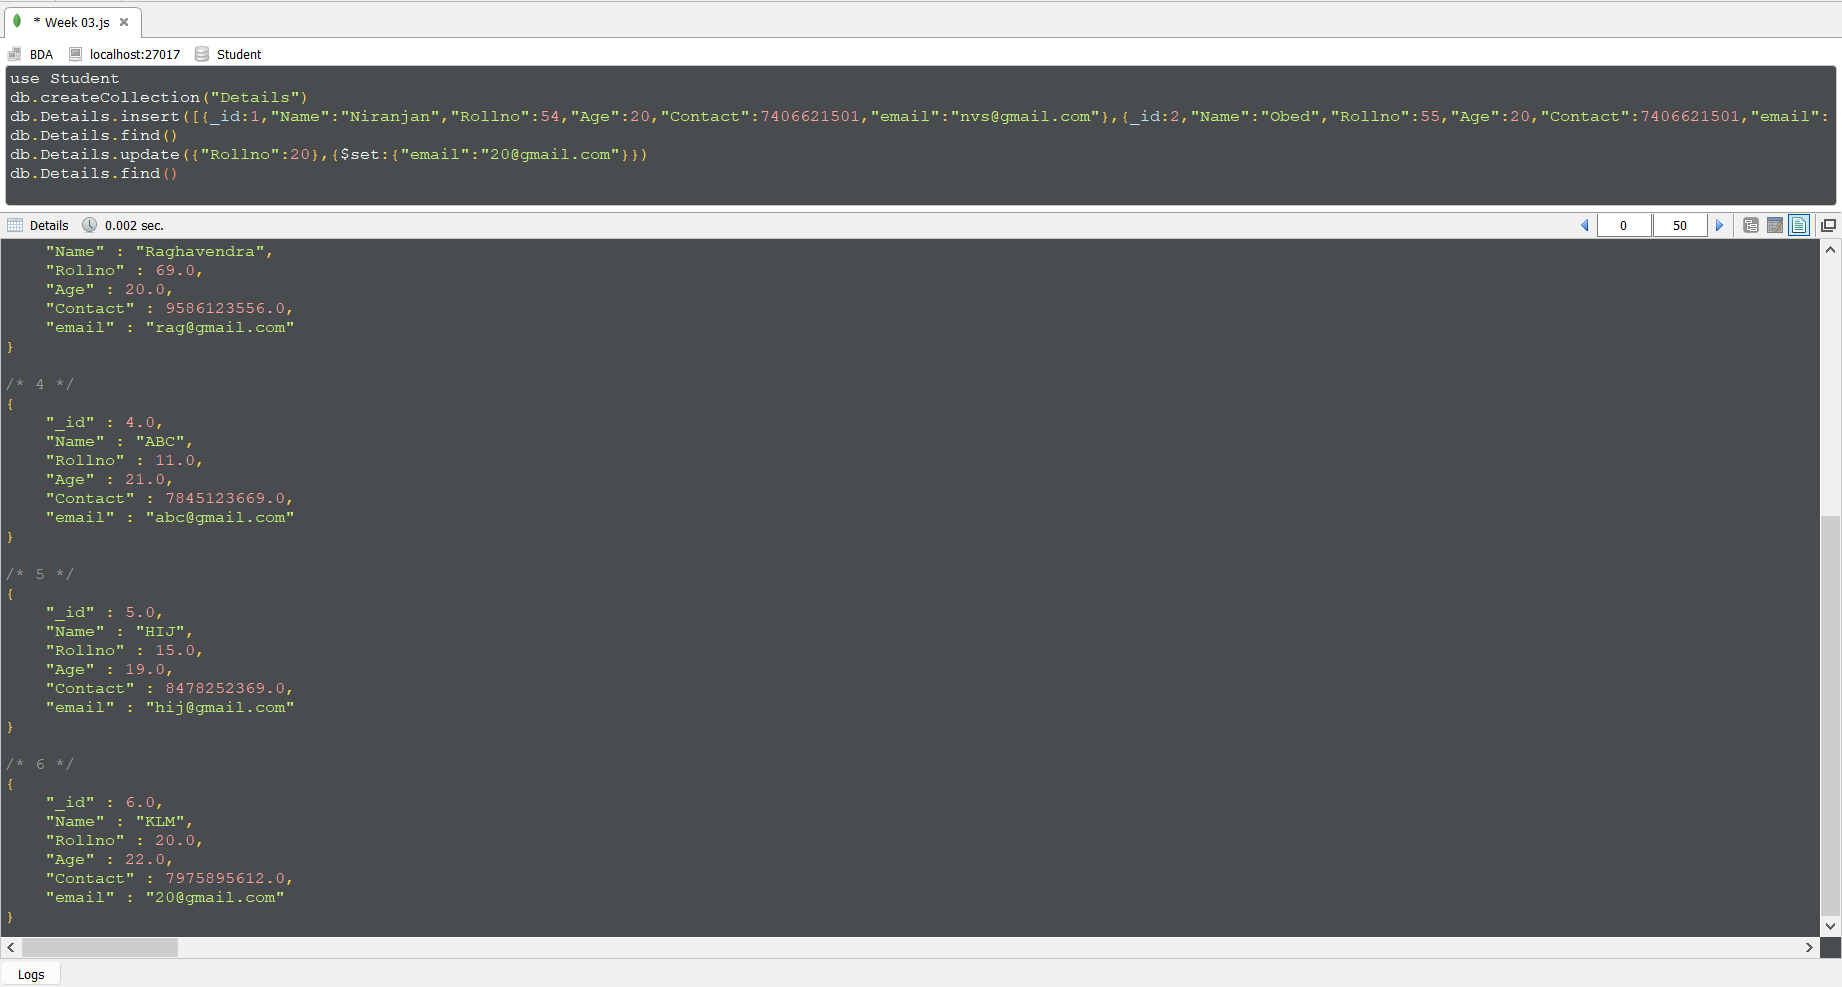 * Week 03.js
BDA localhost:27017 Student
use Student
db.createCollection("Details")
db.Details.insert([{_id:1,"Name":"Niranjan","Rollno":54,"Age":20,"Contact":7406621501,"email":"nvs@gmail.com"},{_id:2,"Name":"Obed","Rollno":55,"Age":20,"Contact":7406621501,"email":
db.Details.find()
db.Details.update({"Rollno":20},{$set:{"email":"20@gmail.com"}})
db.Details.find()
Details 0.002 sec. 0 50
"Name" : "Raghavendra",
"Rollno" : 69.0,
"Age" : 20.0,
"Contact" : 9586123556.0,
"email" : "rag@gmail.com"
}
/* 4 */
{
"_id" : 4.0,
"Name" : "ABC",
"Rollno" : 11.0,
"Age" : 21.0,
"Contact" : 7845123669.0,
"email" : "abc@gmail.com"
}
/* 5 */
{
"_id" : 5.0,
"Name" : "HIJ",
"Rollno" : 15.0,
"Age" : 19.0,
"Contact" : 8478252369.0,
"email" : "hij@gmail.com"
}
/* 6 */
{
"_id" : 6.0,
"Name" : "KLM",
"Rollno" : 20.0,
"Age" : 22.0,
"Contact" : 7975895612.0,
"email" : "20@gmail.com"
}
Logs